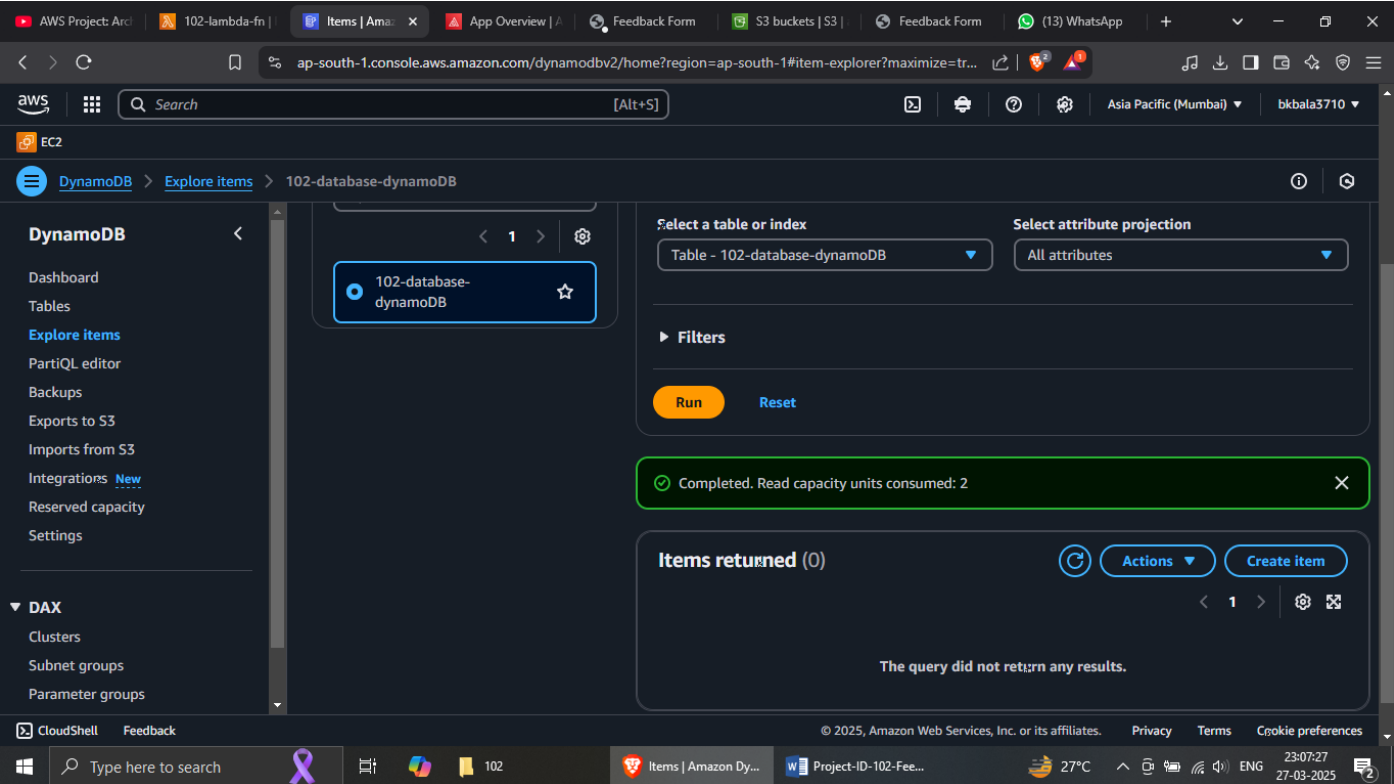 AWS Project: Arch
102-lambda-fn |
Items | Amaz
App Overview | A
Feedback Form
S3 buckets | S3 |
Feedback Form
(13) WhatsApp
ap-south-1.console.aws.amazon.com/dynamodbv2/home?region=ap-south-1#item-explorer?maximize=tr...
2
1
aws
Search
[Alt+S]
Asia Pacific (Mumbai)
bkbala3710
EC2
DynamoDB
Explore items
102-database-dynamoDB
DynamoDB
Dashboard
Tables
Explore items
PartiQL editor
Backups
Exports to S3
Imports from S3
Integrations New
Reserved capacity
Settings
DAX
Clusters
Subnet groups
Parameter groups
1
102-database-
dynamoDB
Select a table or index
Table - 102-database-dynamoDB
Select attribute projection
All attributes
Filters
Run
Reset
Completed. Read capacity units consumed: 2
Items returned (0)
Actions
Create item
1
The query did not return any results.
CloudShell
Feedback
© 2025, Amazon Web Services, Inc. or its affiliates.
Privacy
Terms
Cookie preferences
Type here to search
102
Items | Amazon Dy...
Project-ID-102-Fee...
27°C
ENG
23:07:27
27-03-2025
2